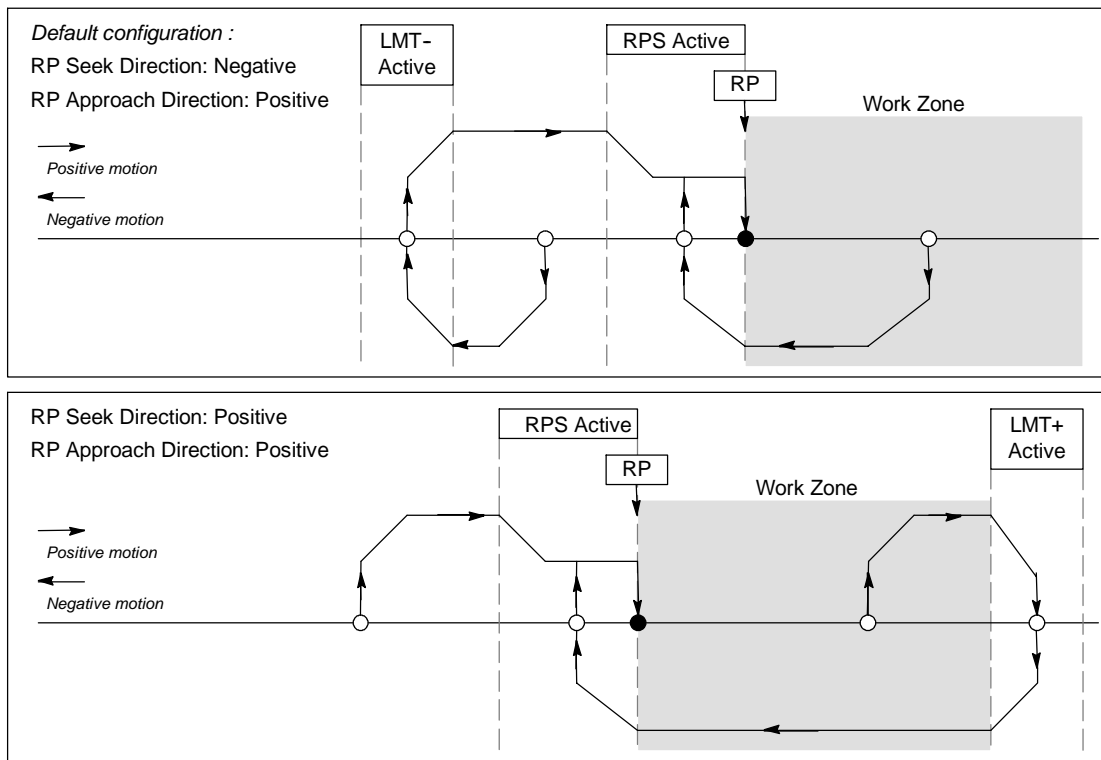 Default configuration :
RP Seek Direction: Negative
RP Approach Direction: Positive
LMT-
Active
RPS Active
RP
Work Zone
Positive motion
Negative motion
RP Seek Direction: Positive
RP Approach Direction: Positive
RPS Active
RP
LMT+
Active
Work Zone
Positive motion
Negative motion